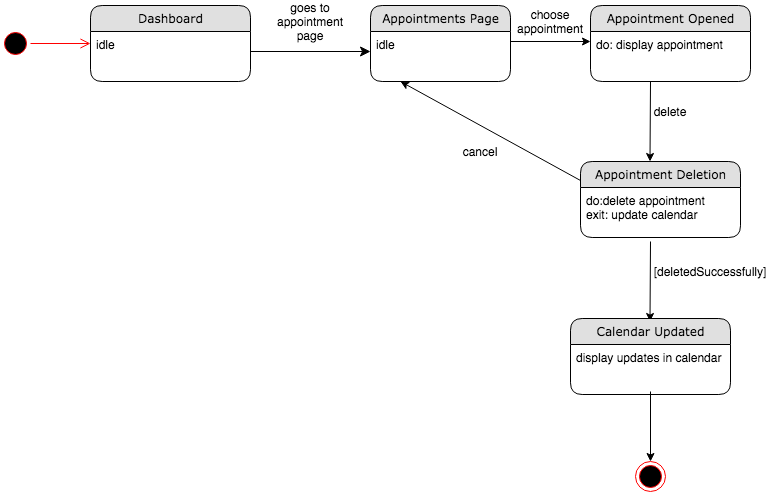 Dashboard
idle
goes to
appointment
page
Appointments Page
idle
choose
appointment
Appointment Opened
do: display appointment
delete
cancel
Appointment Deletion
do:delete appointment
exit: update calendar
[deletedSuccessfully]
Calendar Updated
display updates in calendar